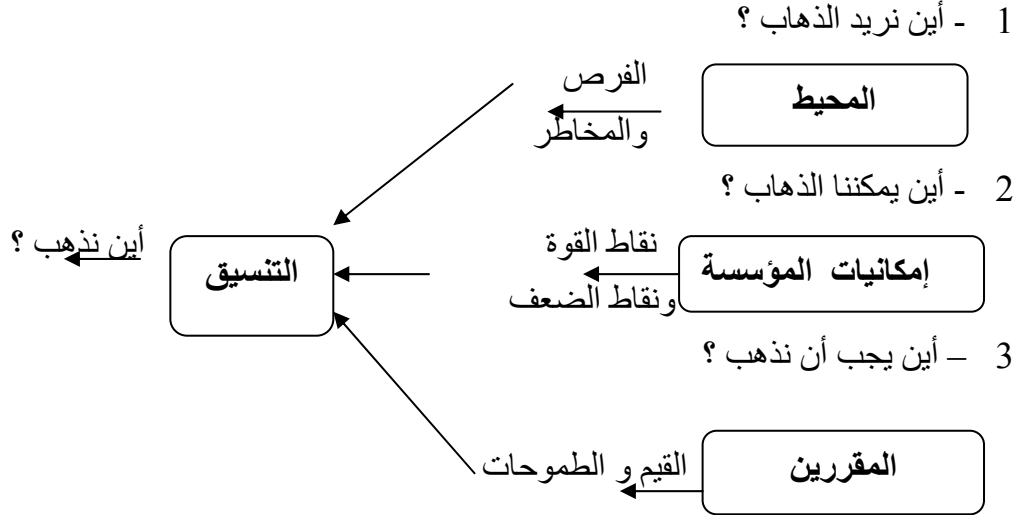 1 - أين نريد الذهاب ؟
المحيط
الفرص
والمخاطر
2 - أين يمكننا الذهاب ؟
إمكانيات المؤسسة
نقاط القوة
ونقاط الضعف
التنسيق
أين نذهب ؟
3 – أين يجب أن نذهب ؟
المقررين
القيم و الطموحات